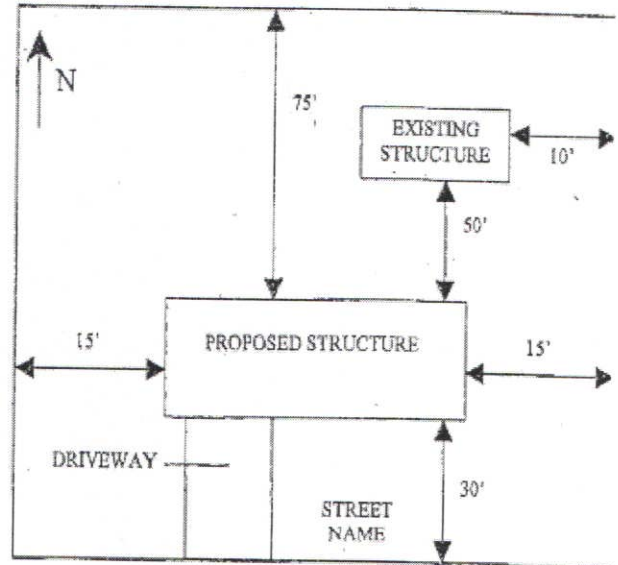 N
75'
EXISTING
STRUCTURE
10'
50'
15'
PROPOSED STRUCTURE
15'
DRIVEWAY
30'
STREET
NAME